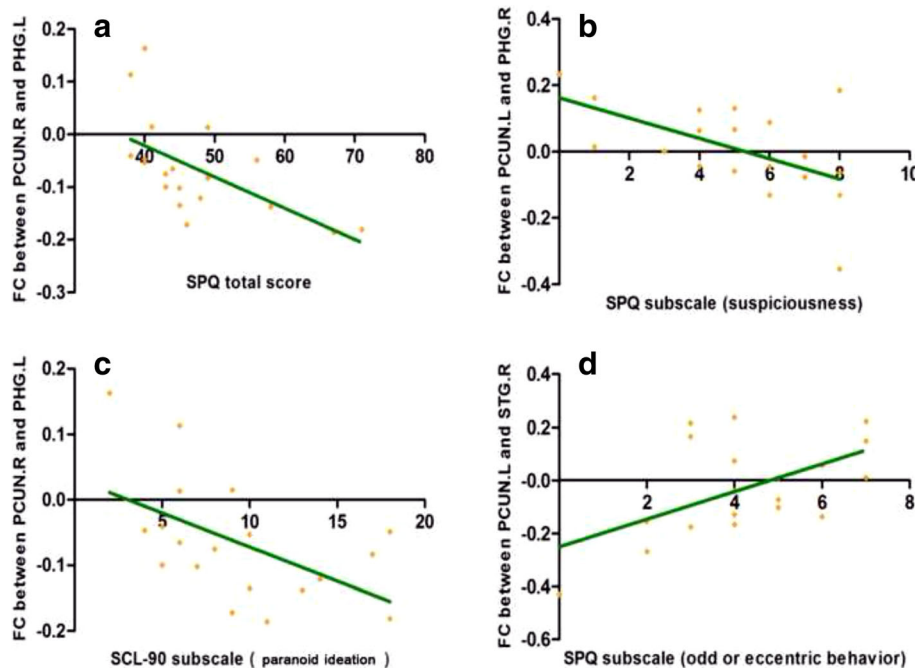 a
FC between PCUN.R and PHG.L
0.2
0.1
0.0
-0.1
-0.2
-0.3
40 50 60 70 80
SPQ total score
b
FC between PCUN.L and PHG.R
0.4
0.2
0.0
-0.2
-0.4
2 4 6 8 10
SPQ subscale (suspiciousness)
c
FC between PCUN.R and PHG.L
0.2
0.1
0.0
-0.1
-0.2
5 10 15 20
SCL-90 subscale ( paranoid ideation )
d
FC between PCUN.L and STG.R
0.4
0.2
-0.0
-0.2
-0.4
-0.6
2 4 6 8
SPQ subscale (odd or eccentric behavior)